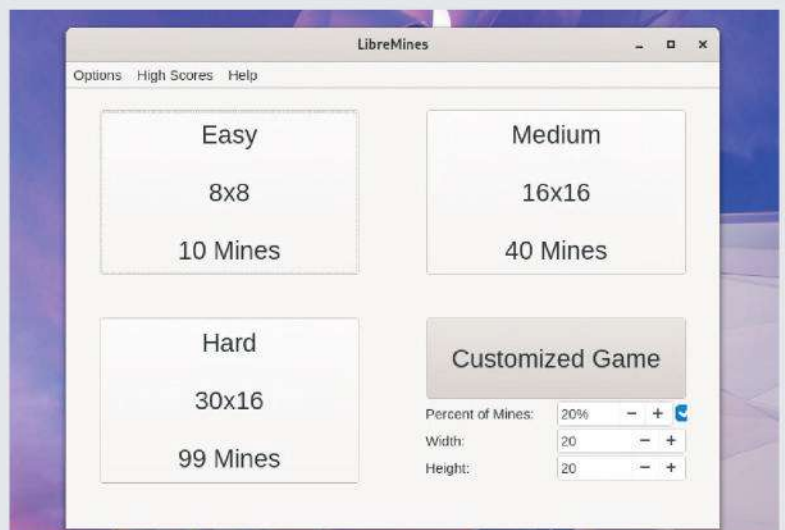 LibreMines
Options High Scores Help
Easy
8x8
10 Mines
Medium
16x16
40 Mines
Hard
30x16
99 Mines
Customized Game
Percent of Mines: 20%
Width: 20
Height: 20